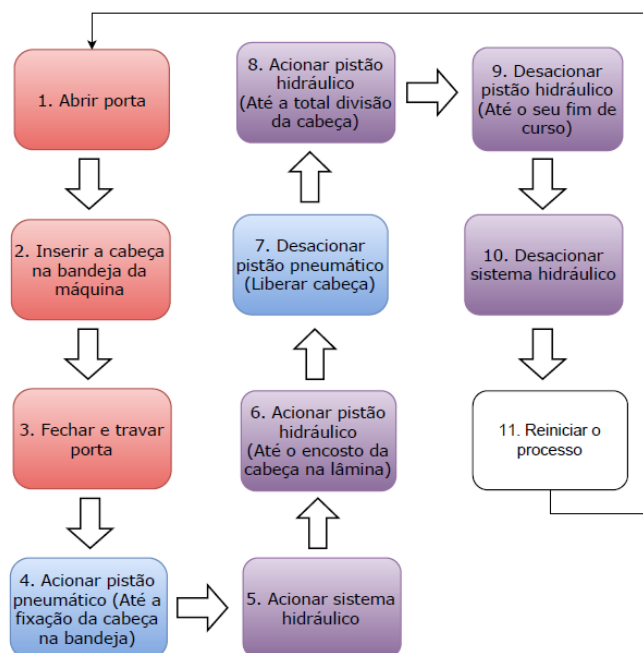 1. Abrir porta
2. Inserir a cabeça
na bandeja da
máquina
3. Fechar e travar
porta
4. Acionar pistão
pneumático (Até a
fixação da cabeça
na bandeja)
5. Acionar sistema
hidráulico
6. Acionar pistão
hidráulico
(Até o encosto da
cabeça na lâmina)
7. Desacionar
pistão pneumático
(Liberar cabeça)
8. Acionar pistão
hidráulico
(Até a total divisão
da cabeça)
9. Desacionar
pistão hidráulico
(Até o seu fim de
curso)
10. Desacionar
sistema hidráulico
11. Reiniciar o
processo